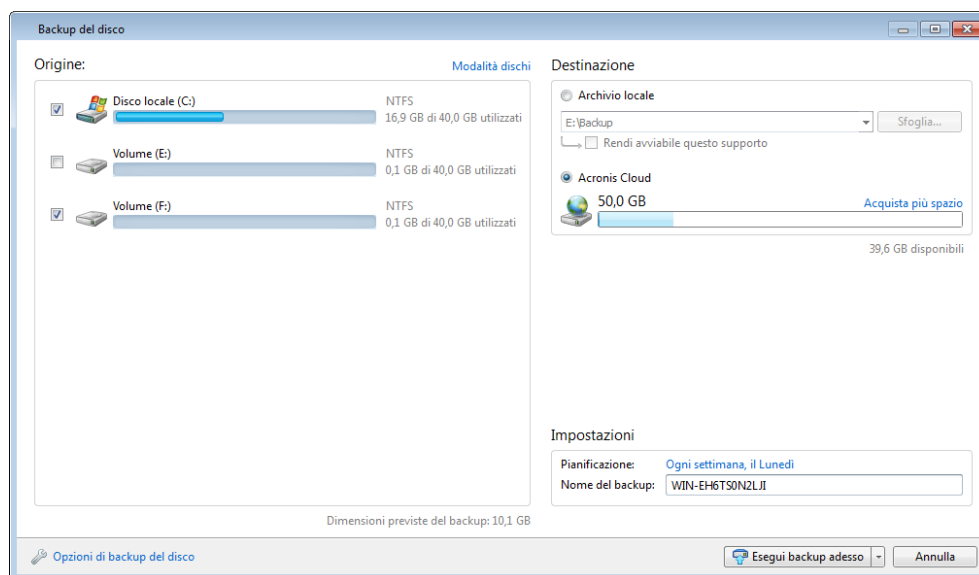 Backup del disco
Origine:
Modalità dischi
Disco locale (C:)
NTFS
16,9 GB di 40,0 GB utilizzati
Volume (E:)
NTFS
0,1 GB di 40,0 GB utilizzati
Volume (F:)
NTFS
0,1 GB di 40,0 GB utilizzati
Dimensioni previste del backup: 10,1 GB
Destinazione
Archivio locale
E:\Backup
Sfoglia...
Rendi avviabile questo supporto
Acronis Cloud
50,0 GB
Acquista più spazio
39,6 GB disponibili
Impostazioni
Pianificazione:
Ogni settimana, il Lunedì
Nome del backup:
WIN-EH6TS0N2LJI
Opzioni di backup del disco
Esegui backup adesso
Annulla